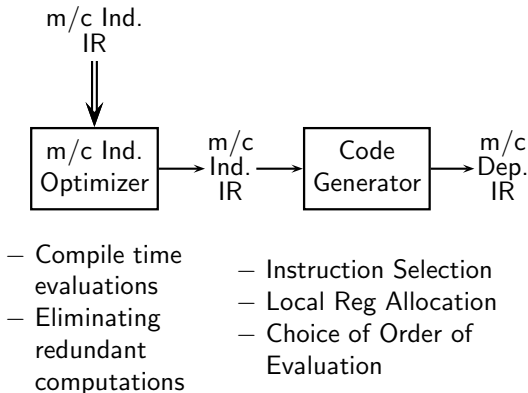 m/c Ind.
IR
m/c Ind.
Optimizer
m/c
Ind.
IR
Code
Generator
m/c
Dep.
IR
− Compile time
evaluations
− Eliminating
redundant
computations
− Instruction Selection
− Local Reg Allocation
− Choice of Order of
Evaluation